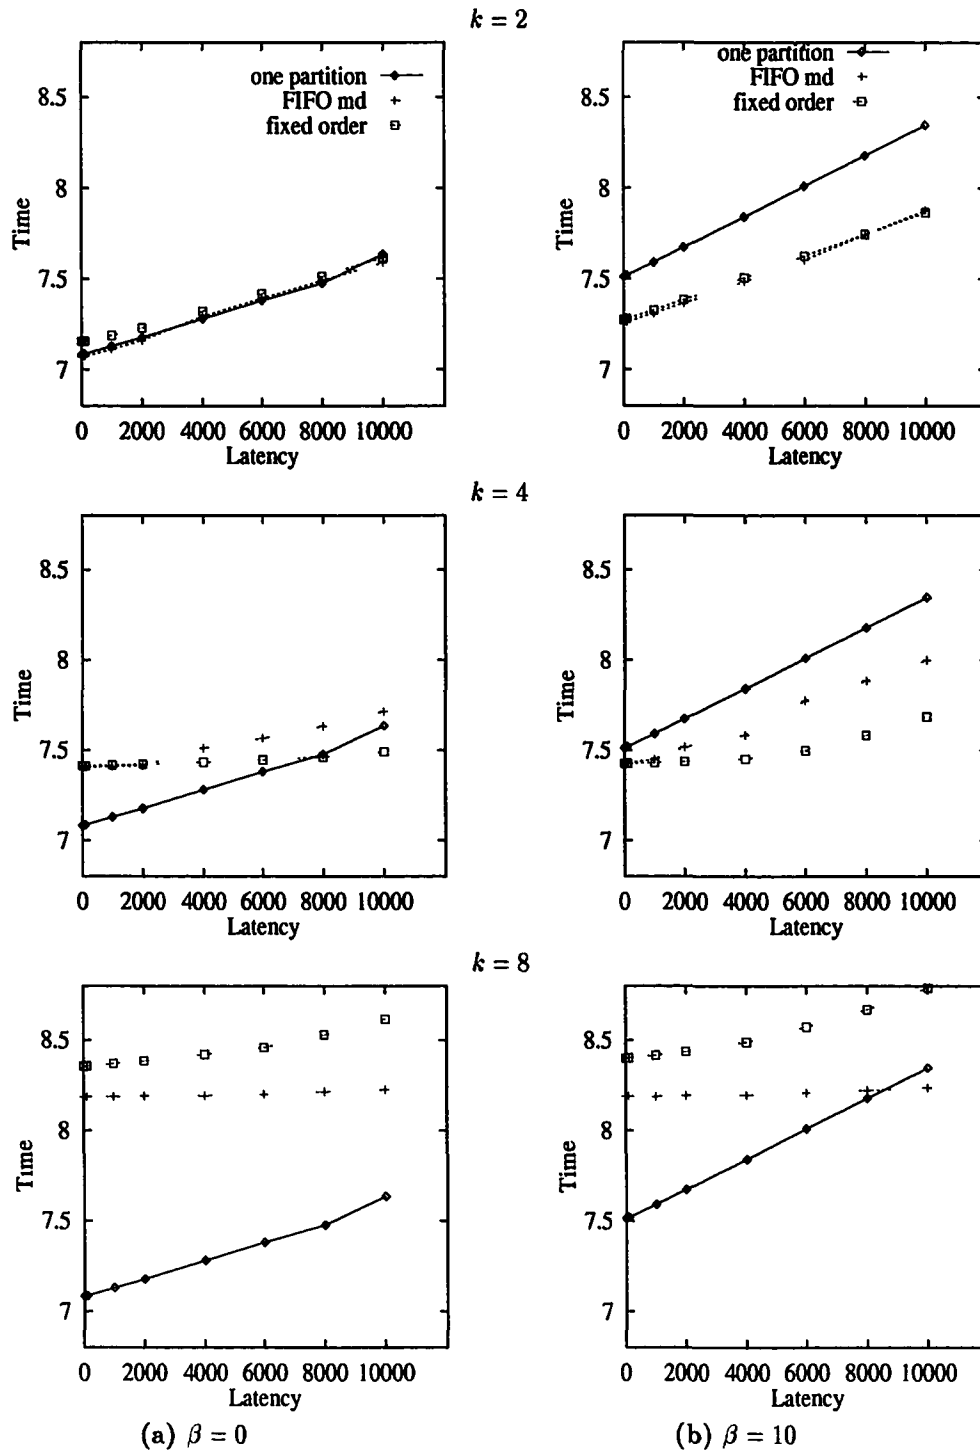 k = 2
one partition
FIFO md
fixed order
8.5
8
7.5
7
Time
0 2000 4000 6000 8000 10000
Latency
one partition
FIFO md
fixed order
8.5
8
7.5
7
Time
0 2000 4000 6000 8000 10000
Latency
k = 4
8.5
8
7.5
7
Time
0 2000 4000 6000 8000 10000
Latency
8.5
8
7.5
7
Time
0 2000 4000 6000 8000 10000
Latency
k = 8
8.5
8
7.5
7
Time
0 2000 4000 6000 8000 10000
Latency
(a) β = 0
8.5
8
7.5
7
Time
0 2000 4000 6000 8000 10000
Latency
(b) β = 10